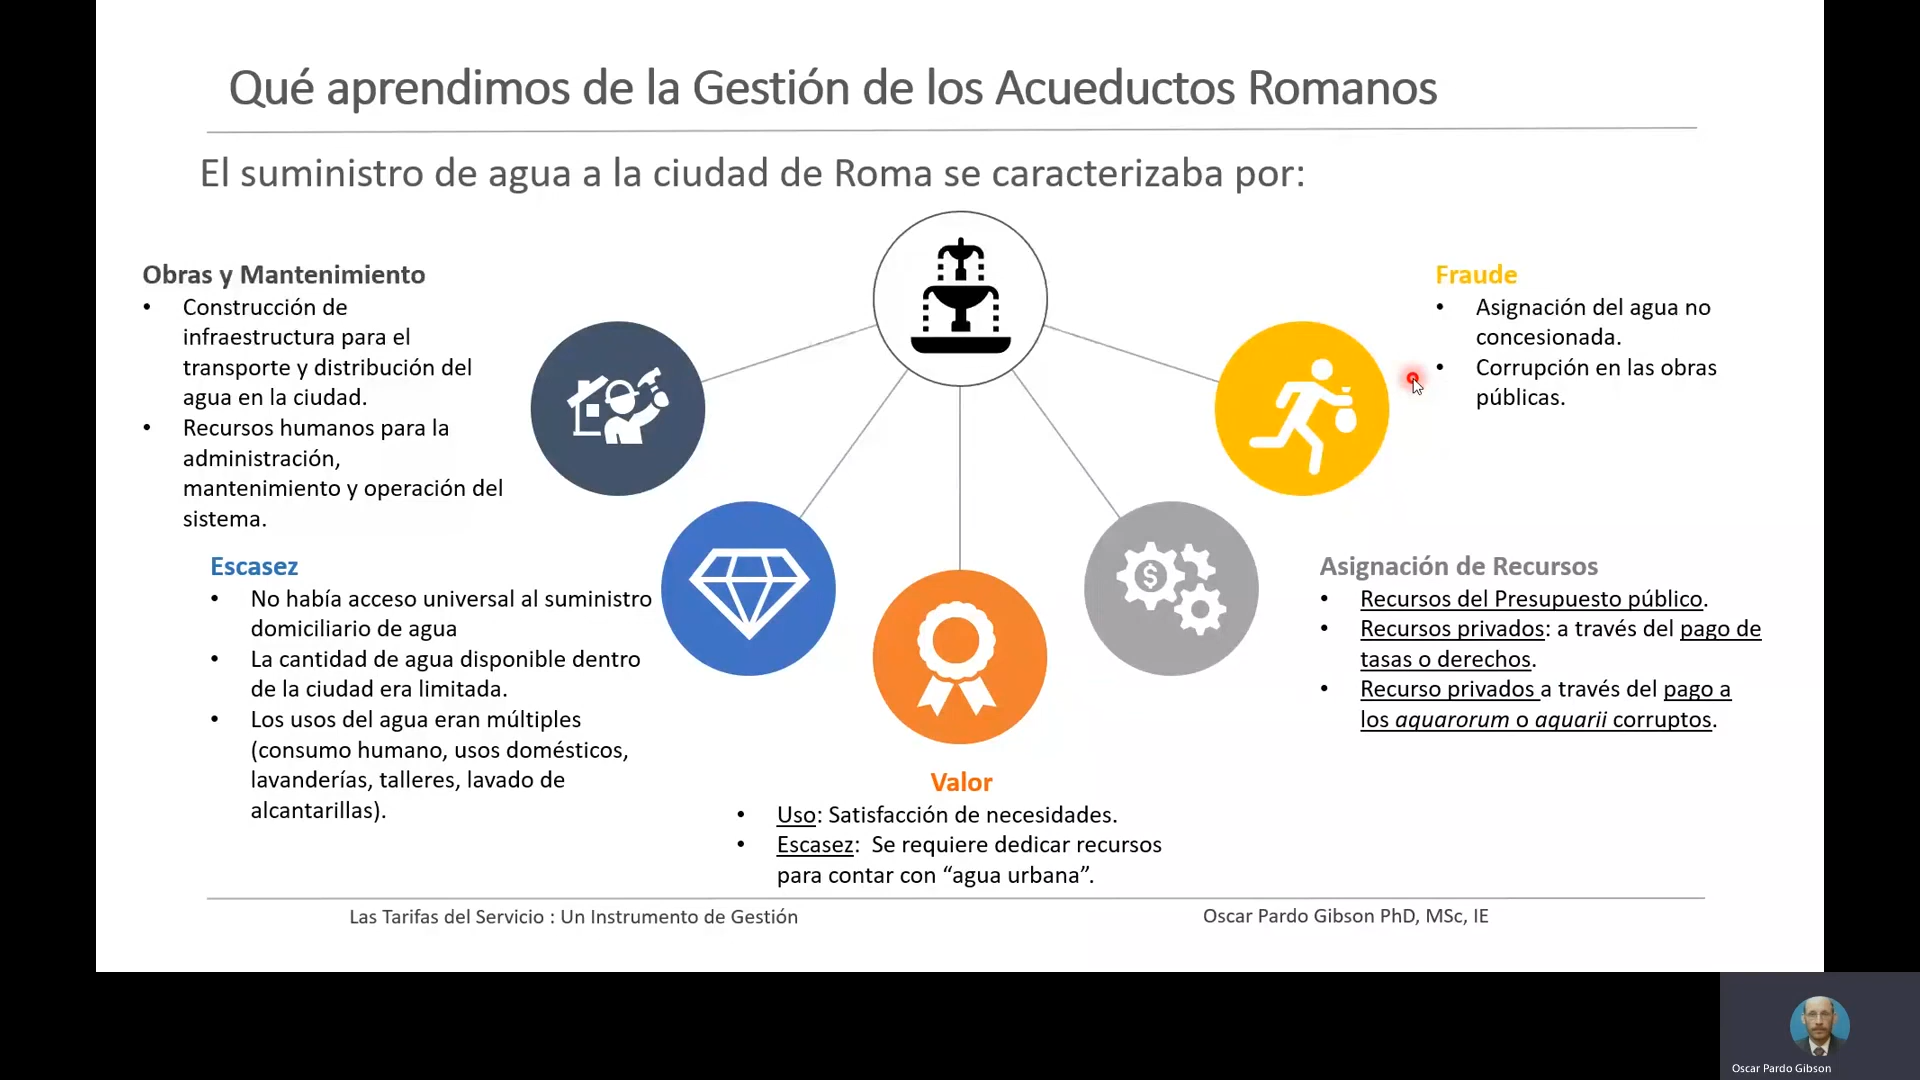 Qué aprendimos de la Gestión de los Acueductos Romanos
El suministro de agua a la ciudad de Roma se caracterizaba por:
Obras y Mantenimiento
• Construcción de
infraestructura para el
transporte y distribución del
agua en la ciudad.
• Recursos humanos para la
administración,
mantenimiento y operación del
sistema.
Escasez
• No había acceso universal al suministro
domiciliario de agua
• La cantidad de agua disponible dentro
de la ciudad era limitada.
• Los usos del agua eran múltiples
(consumo humano, usos domésticos,
lavanderías, talleres, lavado de
alcantarillas).
Valor
• Uso: Satisfacción de necesidades.
• Escasez: Se requiere dedicar recursos
para contar con “agua urbana”.
$
Asignación de Recursos
• Recursos del Presupuesto público.
• Recursos privados: a través del pago de
tasas o derechos.
• Recurso privados a través del pago a
los aquarorum o aquarii corruptos.
Fraude
• Asignación del agua no
concesionada.
• Corrupción en las obras
públicas.
Las Tarifas del Servicio : Un Instrumento de Gestión
Oscar Pardo Gibson PhD, MSc, IE
Oscar Pardo Gibson